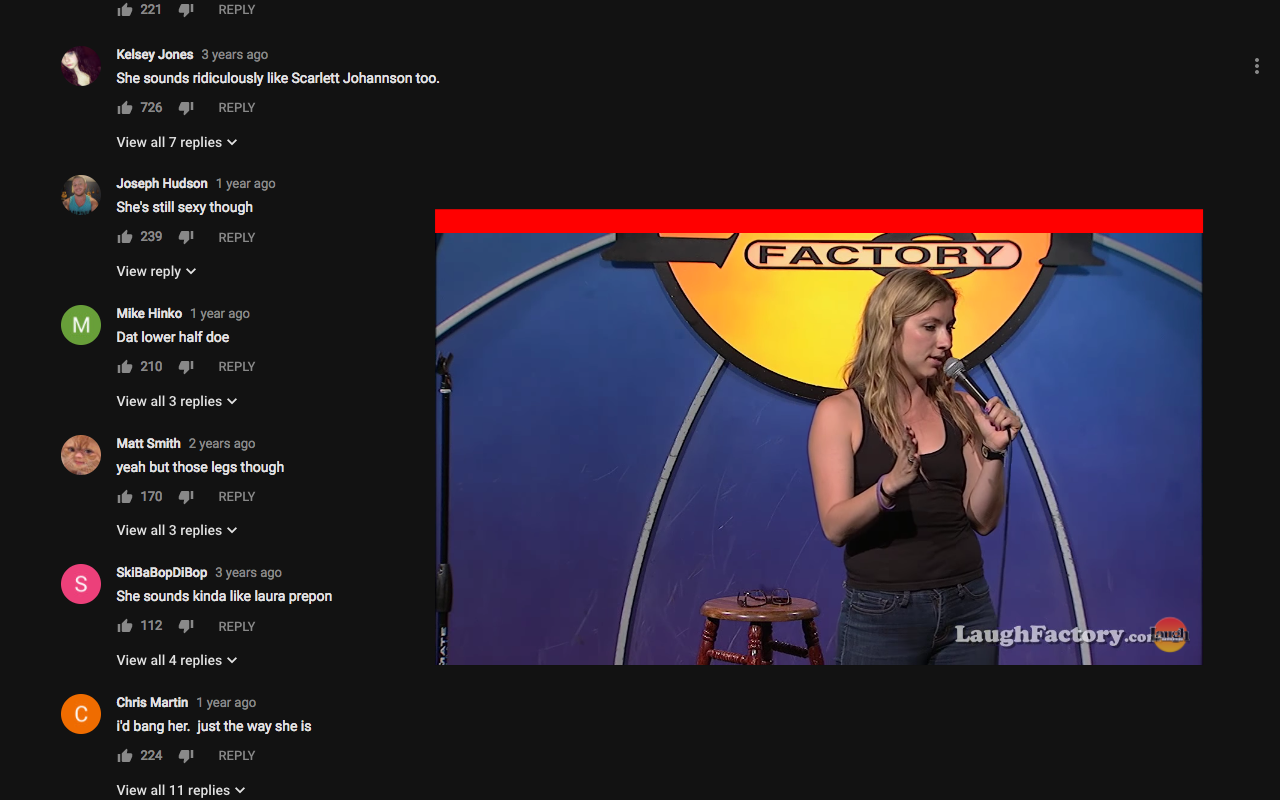 221 REPLY
Kelsey Jones 3 years ago
She sounds ridiculously like Scarlett Johannson too.
726 REPLY
View all 7 replies
Joseph Hudson 1 year ago
She's still sexy though
239 REPLY
View reply
M
Mike Hinko 1 year ago
Dat lower half doe
210 REPLY
View all 3 replies
Matt Smith 2 years ago
yeah but those legs though
170 REPLY
View all 3 replies
S
SkiBaBopDiBop 3 years ago
She sounds kinda like laura prepon
112 REPLY
View all 4 replies
C
Chris Martin 1 year ago
i'd bang her. just the way she is
224 REPLY
View all 11 replies
FACTORY
LaughFactory.com